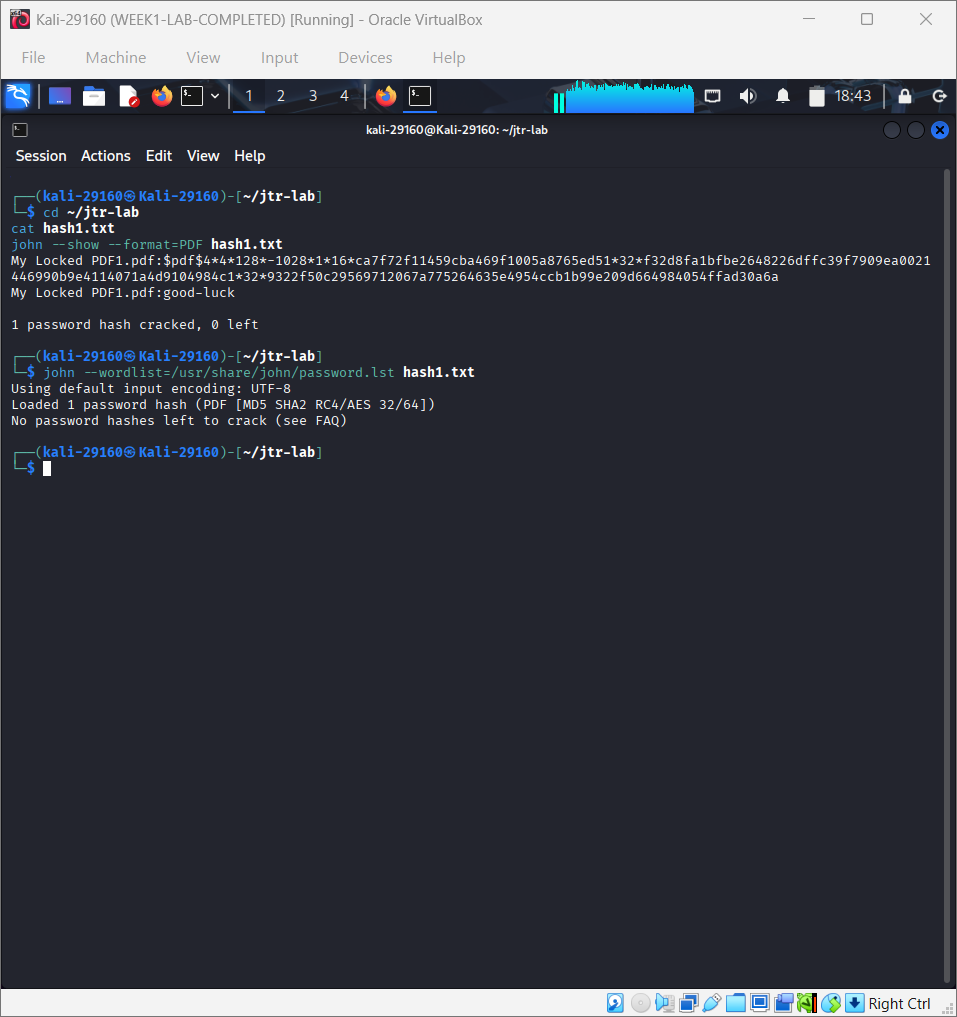 Kali-29160 (WEEK1-LAB-COMPLETED) [Running] - Oracle VirtualBox
File Machine View Input Devices Help
1 2 3 4 18:43
kali-29160@Kali-29160: ~/jtr-lab
Session Actions Edit View Help
┌──(kali-29160㉿Kali-29160)-[~/jtr-lab]
└─$ cd ~/jtr-lab
cat hash1.txt
john --show --format=PDF hash1.txt
My Locked PDF1.pdf:$pdf$4*4*128*-1028*1*16*ca7f72f11459cba469f1005a8765ed51*32*f32d8fa1bfbe2648226dffc39f7909ea0021
446990b9e4114071a4d9104984c1*32*9322f50c29569712067a775264635e4954ccb1b99e209d664984054ffad30a6a
My Locked PDF1.pdf:good-luck
1 password hash cracked, 0 left
┌──(kali-29160㉿Kali-29160)-[~/jtr-lab]
└─$ john --wordlist=/usr/share/john/password.lst hash1.txt
Using default input encoding: UTF-8
Loaded 1 password hash (PDF [MD5 SHA2 RC4/AES 32/64])
No password hashes left to crack (see FAQ)
┌──(kali-29160㉿Kali-29160)-[~/jtr-lab]
└─$
Right Ctrl